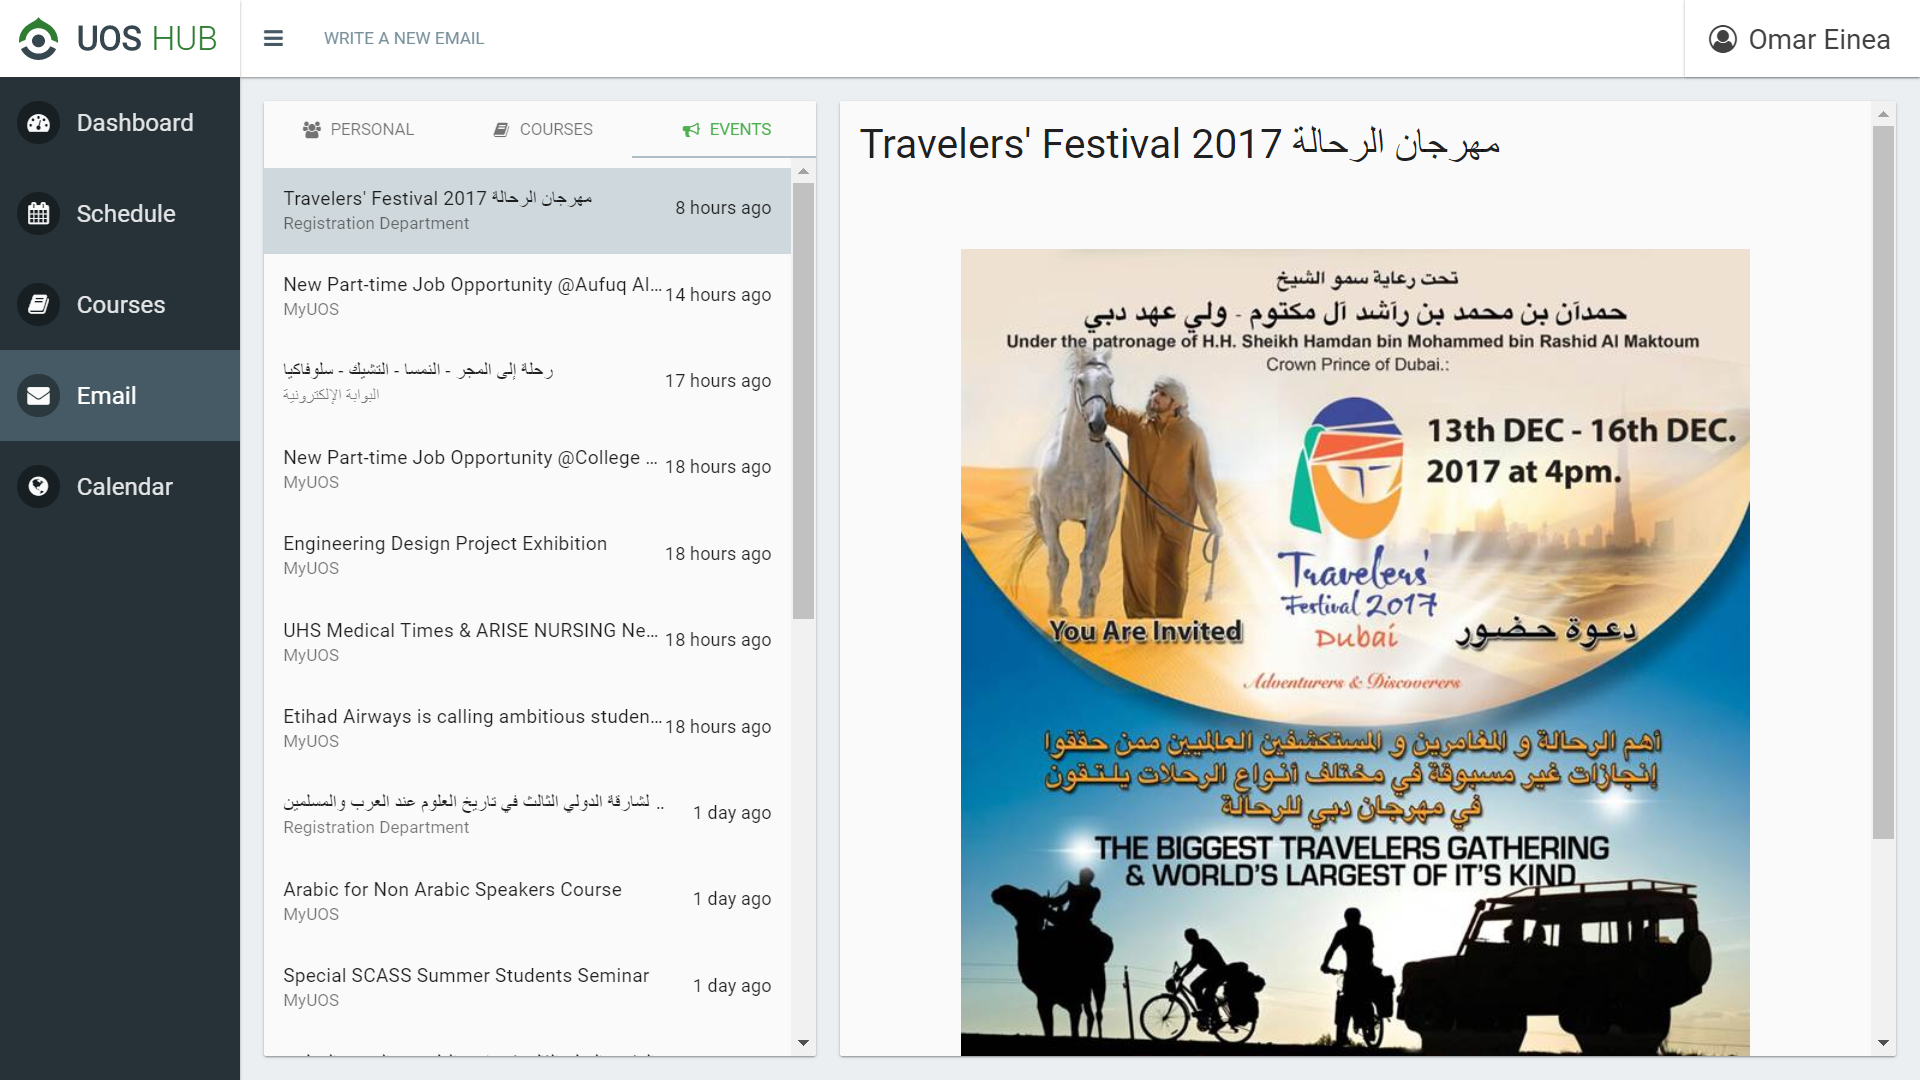 UOS HUB
WRITE A NEW EMAIL
Omar Einea
Dashboard
Schedule
Courses
Email
Calendar
PERSONAL
COURSES
EVENTS
Travelers' Festival 2017 مهرجان الرحالة
Registration Department
8 hours ago
New Part-time Job Opportunity @Aufuq Al...
MyUOS
14 hours ago
رحلة إلى المجر - النمسا - التشيك - سلوفاكيا
البوابة الإلكترونية
17 hours ago
New Part-time Job Opportunity @College ...
MyUOS
18 hours ago
Engineering Design Project Exhibition
MyUOS
18 hours ago
UHS Medical Times & ARISE NURSING Ne...
MyUOS
18 hours ago
Etihad Airways is calling ambitious studen...
MyUOS
18 hours ago
لشارقة الدولي الثالث في تاريخ العلوم عند العرب والمسلمين ..
Registration Department
1 day ago
Arabic for Non Arabic Speakers Course
MyUOS
1 day ago
Special SCASS Summer Students Seminar
MyUOS
1 day ago
Travelers' Festival 2017 مهرجان الرحالة
تحت رعاية سمو الشيخ
حمدآن بن محمد بن رآشد آل مكتوم - ولي عهد دبي
Under the patronage of H.H. Sheikh Hamdan bin Mohammed bin Rashid Al Maktoum
Crown Prince of Dubai.:
13th DEC - 16th DEC.
2017 at 4pm.
Travelers'
Festival 2017
Dubai
You Are Invited
دعوة حضور
Adventurers & Discoverers
أهم الرحالة و المغامرين و المستكشفين العالميين ممن حققوا
إنجازات غير مسبوقة في مختلف أنواع الرحلات يلتقون
في مهرجان دبي للرحالة
THE BIGGEST TRAVELERS GATHERING
& WORLD'S LARGEST OF IT'S KIND